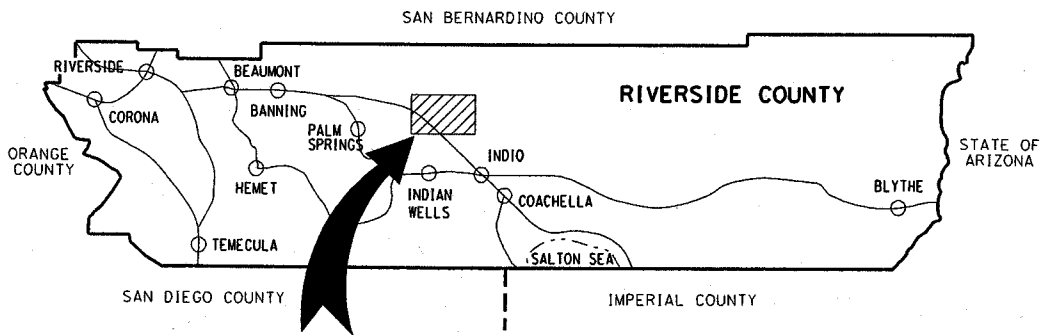 SAN BERNARDINO COUNTY
RIVERSIDE
BEAUMONT
BANNING
CORONA
RIVERSIDE COUNTY
PALM
SPRINGS
ORANGE
COUNTY
STATE OF
ARIZONA
INDIO
HEMET
INDIAN
WELLS
COACHELLA
BLYTHE
TEMECULA
SALTON SEA
SAN DIEGO COUNTY
IMPERIAL COUNTY